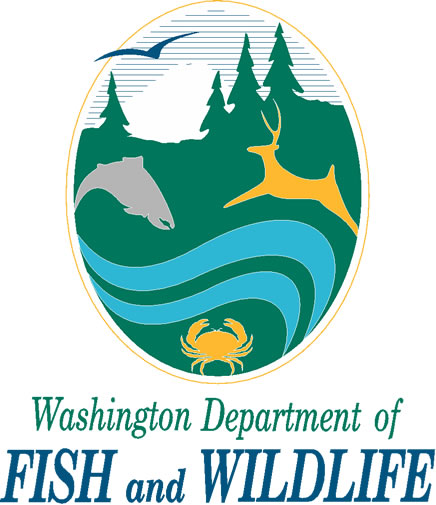 Washington Department of
FISH and WILDLIFE